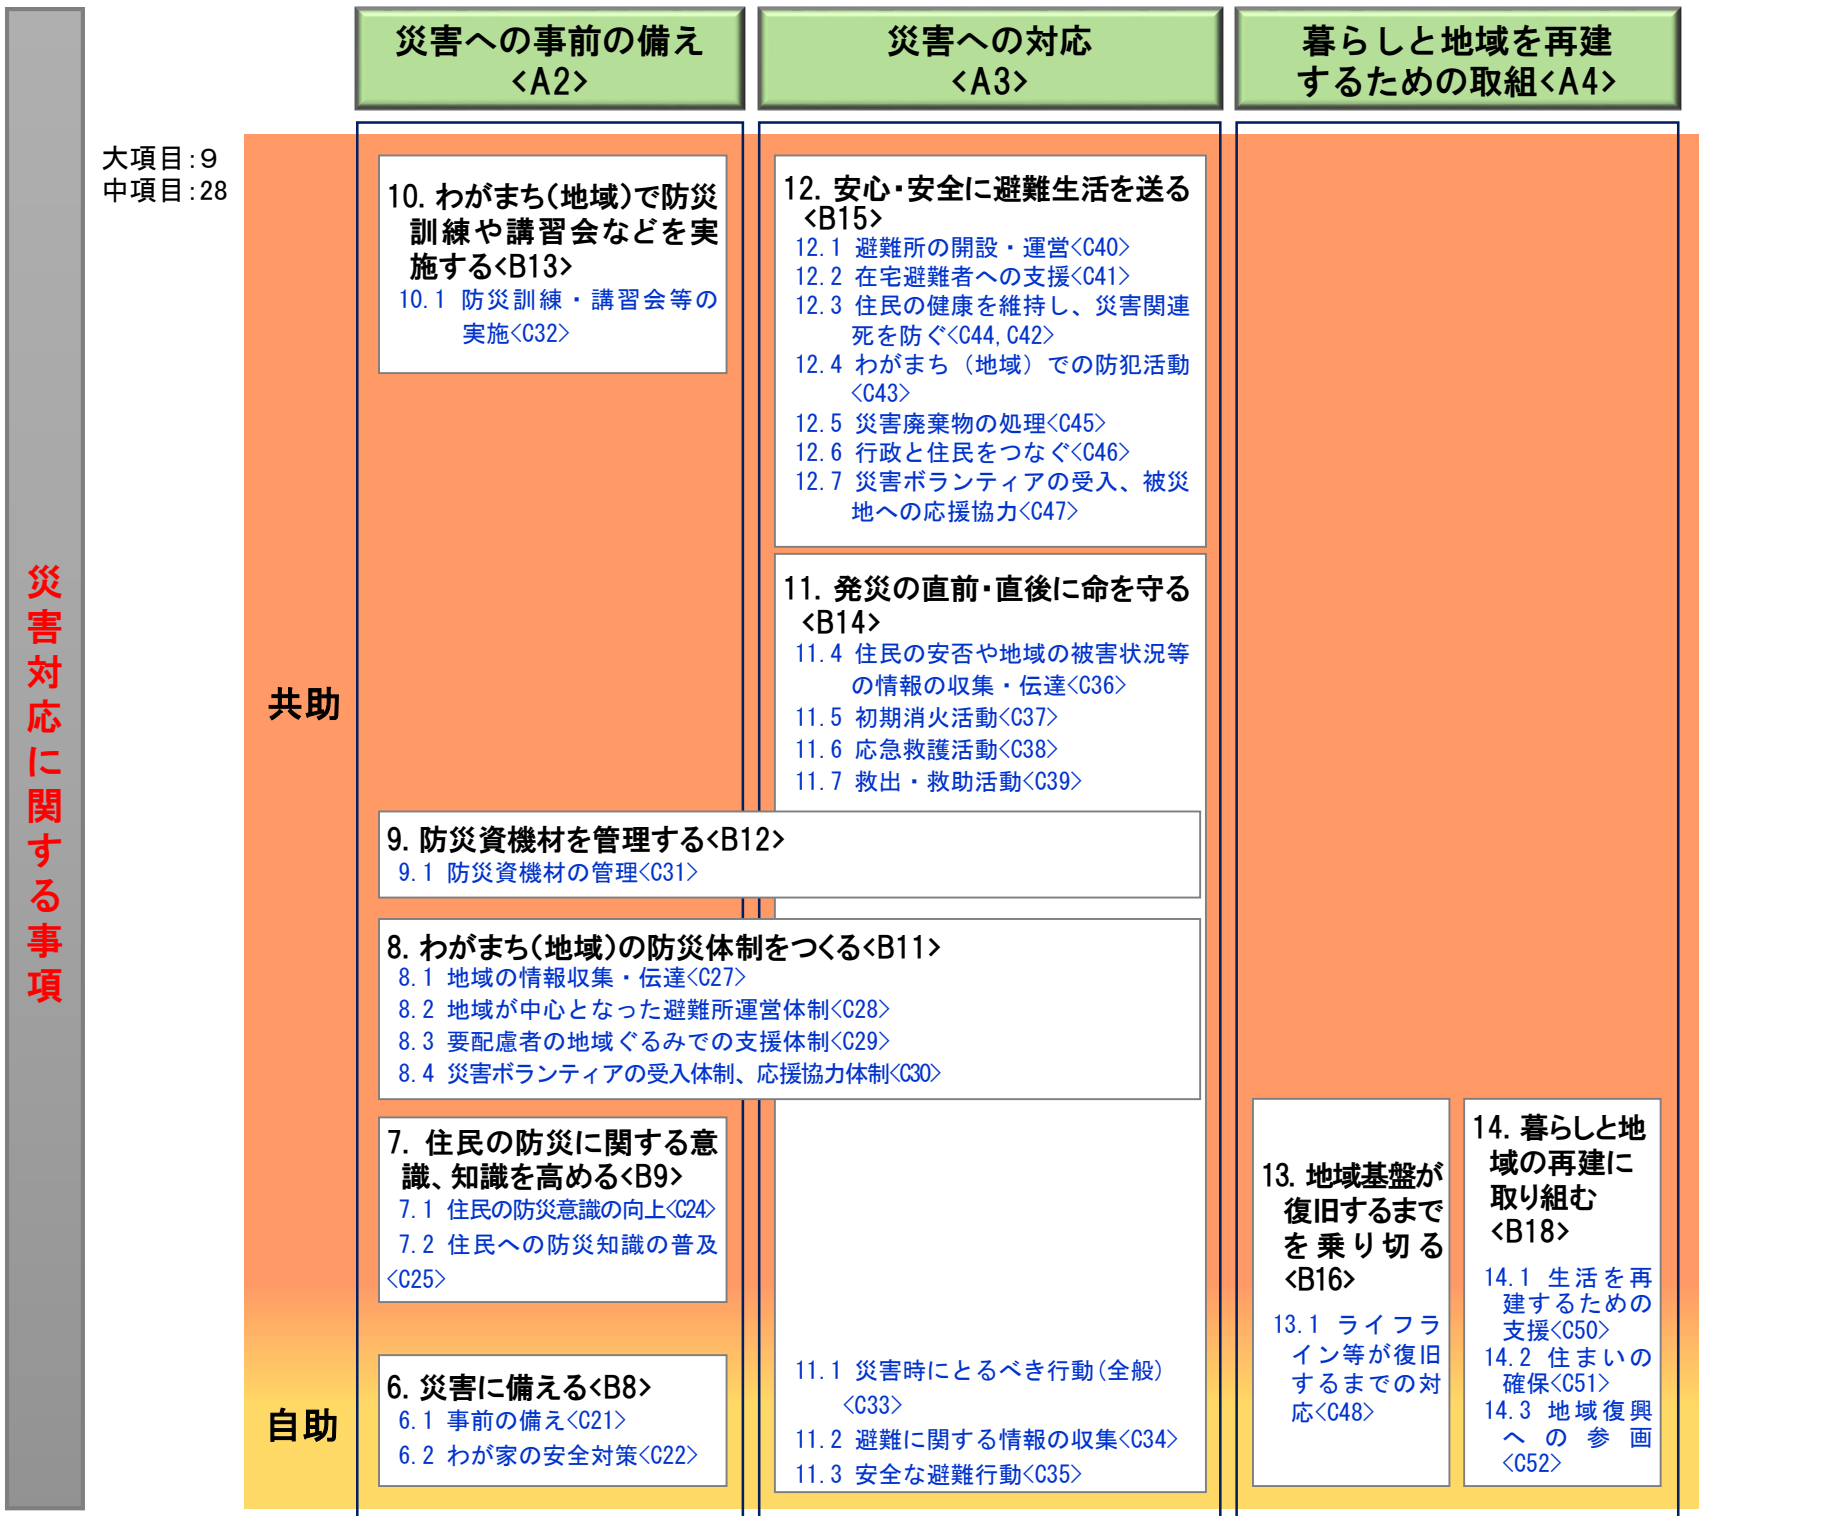 災害への事前の備え
<A2>
災害への対応
<A3>
暮らしと地域を再建
するための取組<A4>
災害対応に関する事項
大項目:9
中項目:28
共助
自助
10. わがまち(地域)で防災
訓練や講習会などを実
施する<B13>
10.1 防災訓練・講習会等の
実施<C32>
12. 安心・安全に避難生活を送る
<B15>
12.1 避難所の開設・運営<C40>
12.2 在宅避難者への支援<C41>
12.3 住民の健康を維持し、災害関連
死を防ぐ<C44,C42>
12.4 わがまち（地域）での防犯活動
<C43>
12.5 災害廃棄物の処理<C45>
12.6 行政と住民をつなぐ<C46>
12.7 災害ボランティアの受入、被災
地への応援協力<C47>
11. 発災の直前・直後に命を守る
<B14>
11.4 住民の安否や地域の被害状況等
の情報の収集・伝達<C36>
11.5 初期消火活動<C37>
11.6 応急救護活動<C38>
11.7 救出・救助活動<C39>
9. 防災資機材を管理する<B12>
9.1 防災資機材の管理<C31>
8. わがまち(地域)の防災体制をつくる<B11>
8.1 地域の情報収集・伝達<C27>
8.2 地域が中心となった避難所運営体制<C28>
8.3 要配慮者の地域ぐるみでの支援体制<C29>
8.4 災害ボランティアの受入体制、応援協力体制<C30>
7. 住民の防災に関する意
識、知識を高める<B9>
7.1 住民の防災意識の向上<C24>
7.2 住民への防災知識の普及
<C25>
6. 災害に備える<B8>
6.1 事前の備え<C21>
6.2 わが家の安全対策<C22>
11.1 災害時にとるべき行動(全般)
<C33>
11.2 避難に関する情報の収集<C34>
11.3 安全な避難行動<C35>
13. 地域基盤が
復旧するまで
を乗り切る
<B16>
13.1 ライフラ
イン等が復旧
するまでの対
応<C48>
14. 暮らしと地
域の再建に
取り組む
<B18>
14.1 生活を再
建するための
支援<C50>
14.2 住まいの
確保<C51>
14.3 地域復興
への参画
<C52>